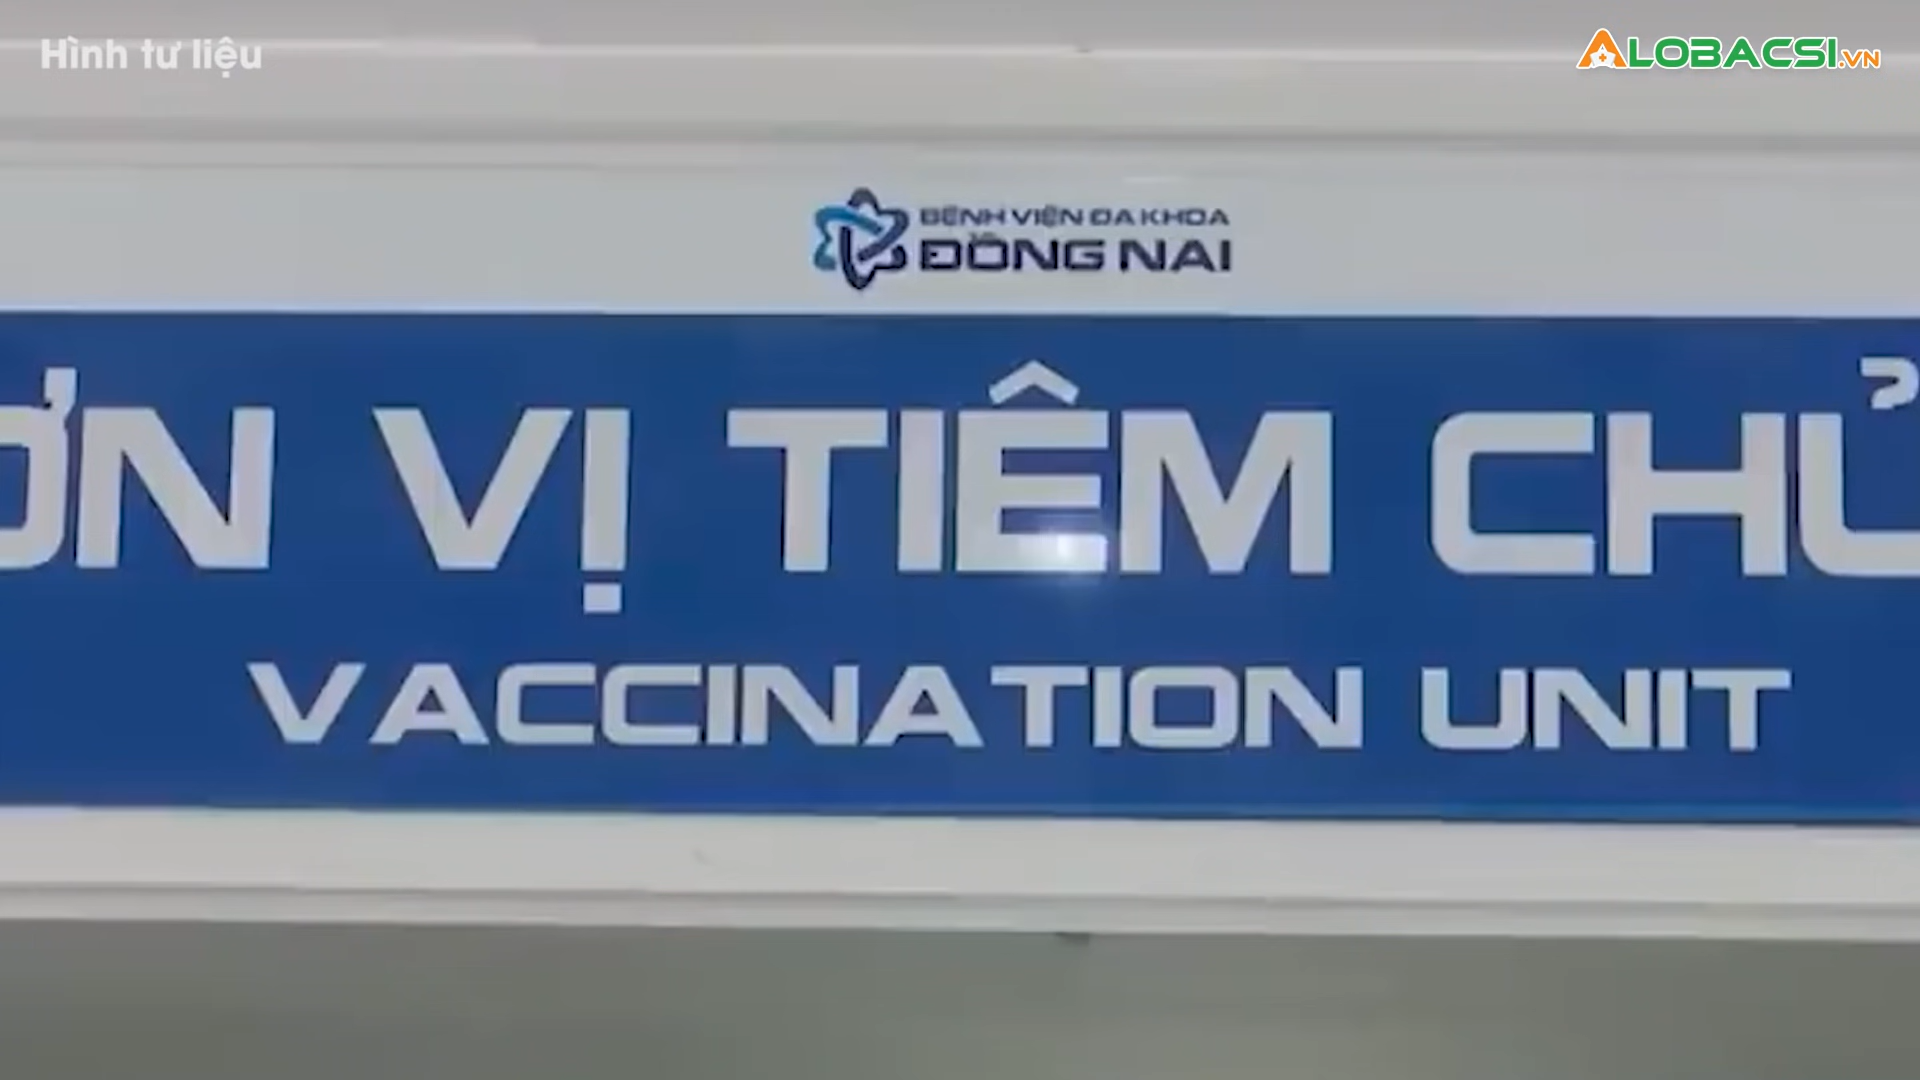 Hình tư liệu
ALOBACSI.VN
BỆNH VIỆN ĐA KHOA
ĐỒNG NAI
ƠN VỊ TIÊM CHỦ
VACCINATION UNIT